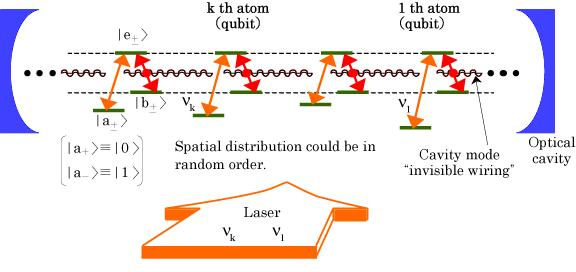 k th atom
(qubit)
1 th atom
(qubit)
|e±⟩
|b±⟩
|a±⟩
νk
νl
|a+⟩≡|0⟩
|a−⟩≡|1⟩
Spatial distribution could be in
random order.
Cavity mode
“invisible wiring”
Optical
cavity
Laser
νk νl